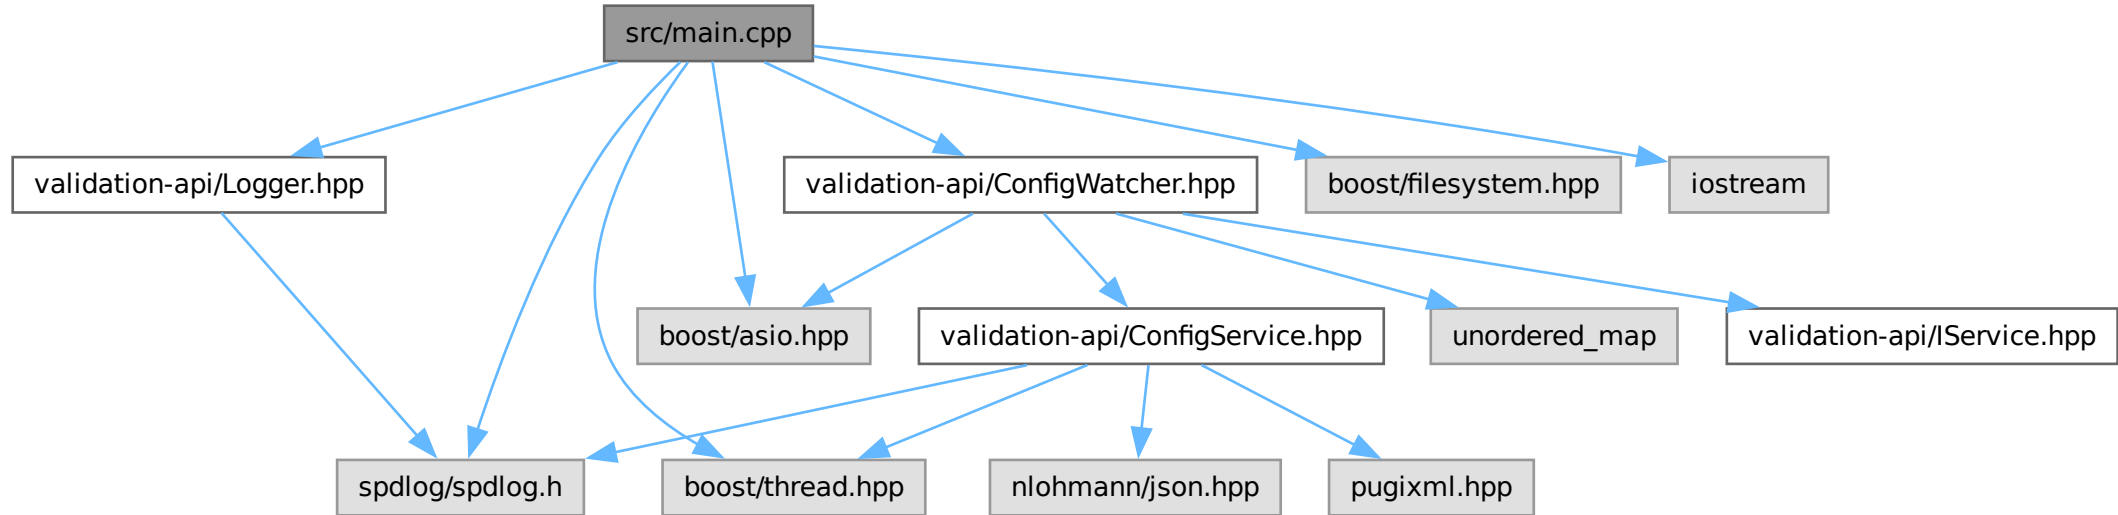 src/main.cpp
validation-api/Logger.hpp
validation-api/ConfigWatcher.hpp
boost/filesystem.hpp
iostream
boost/asio.hpp
validation-api/ConfigService.hpp
unordered_map
validation-api/IService.hpp
spdlog/spdlog.h
boost/thread.hpp
nlohmann/json.hpp
pugixml.hpp